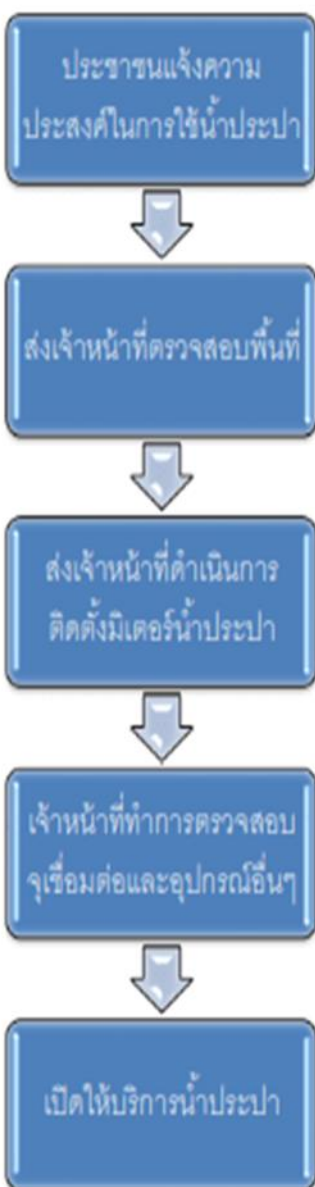 ประชาชนแจ้งความ
ประสงค์ในการใช้น้ำประปา
ส่งเจ้าหน้าที่ตรวจสอบพื้นที่
ส่งเจ้าหน้าที่ดำเนินการ
ติดตั้งมิเตอร์น้ำประปา
เจ้าหน้าที่ทำการตรวจสอบ
จุเชื่อมต่อและอุปกรณ์อื่นๆ
เปิดให้บริการน้ำประปา